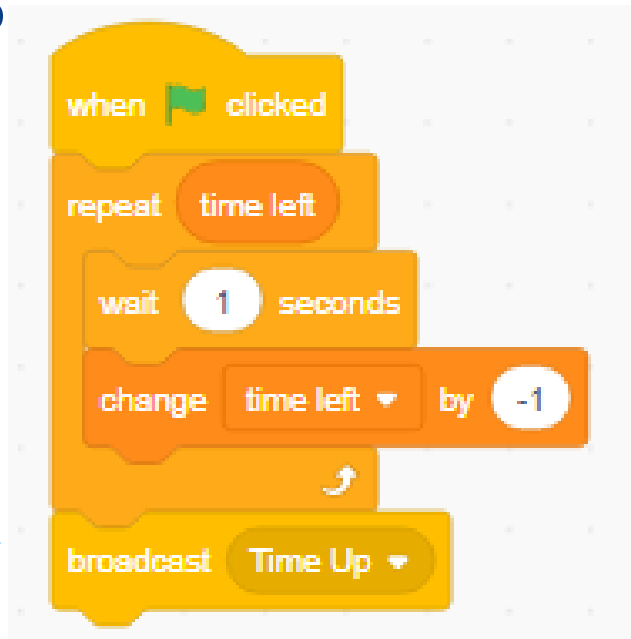 when clicked
repeat time left
wait 1 seconds
change time left by -1
broadcast Time Up